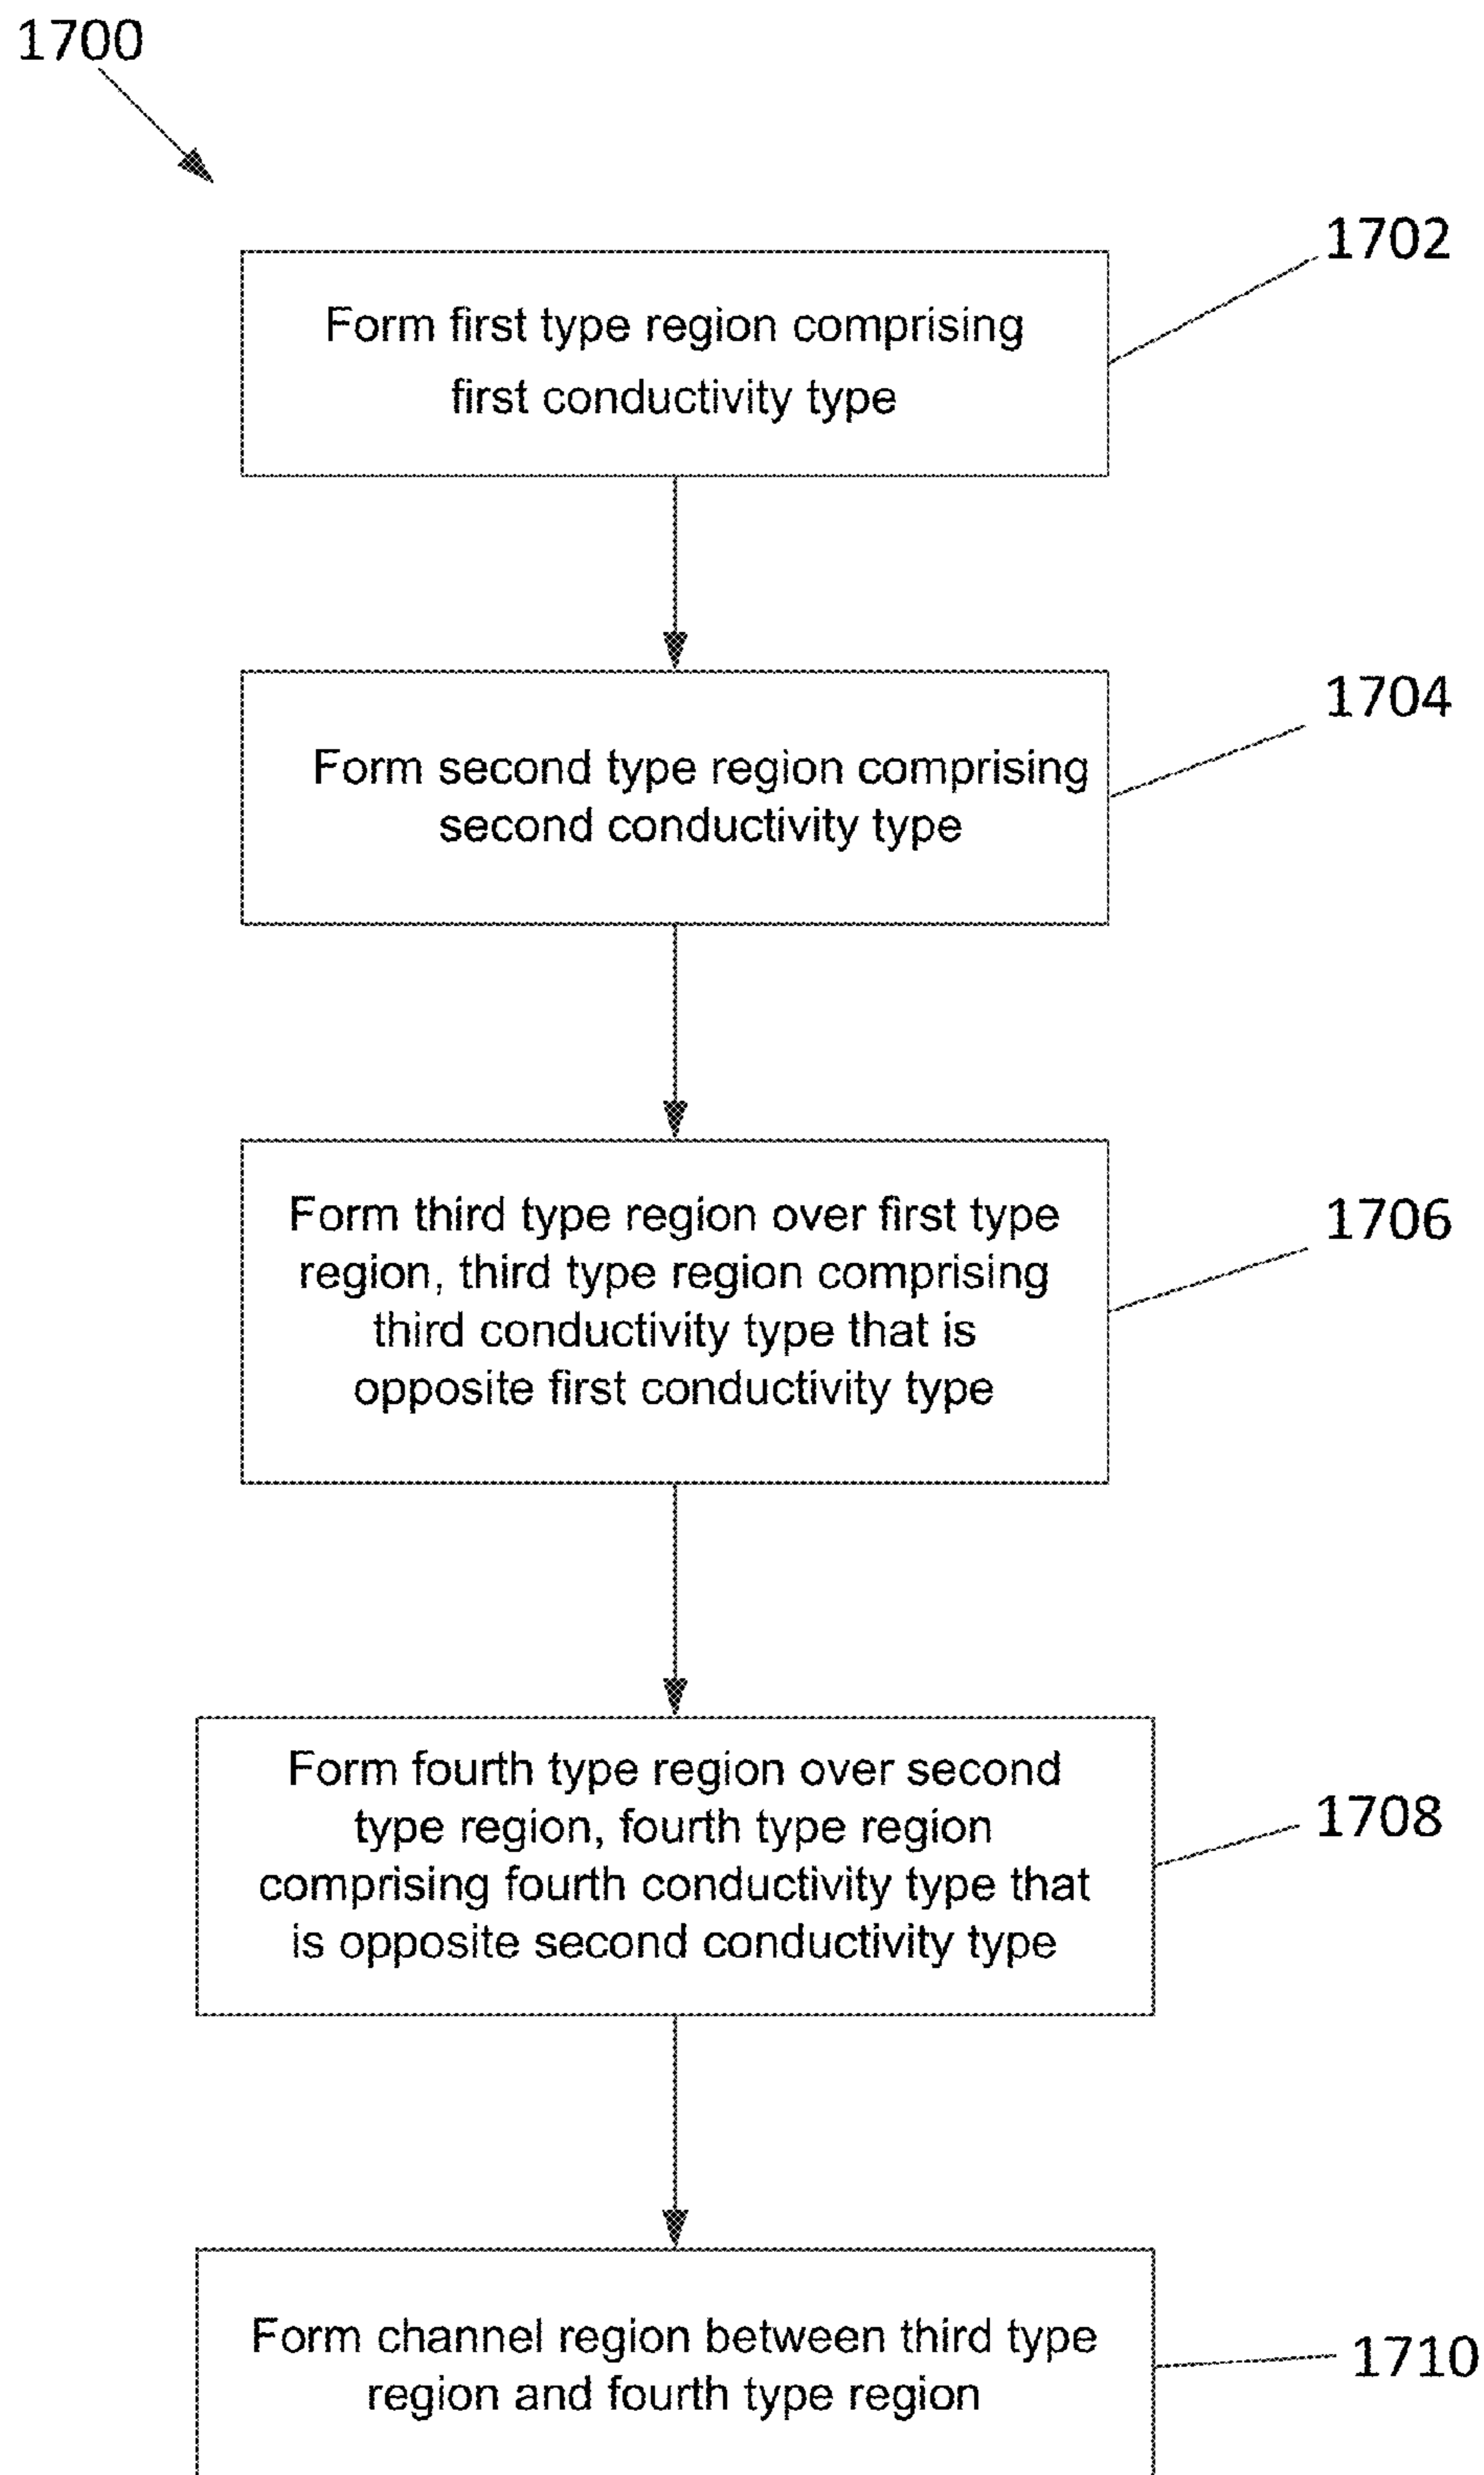 1700
1702
Form first type region comprising
first conductivity type
1704
Form second type region comprising
second conductivity type
1706
Form third type region over first type
region, third type region comprising
third conductivity type that is
opposite first conductivity type
1708
Form fourth type region over second
type region, fourth type region
comprising fourth conductivity type that
is opposite second conductivity type
1710
Form channel region between third type
region and fourth type region